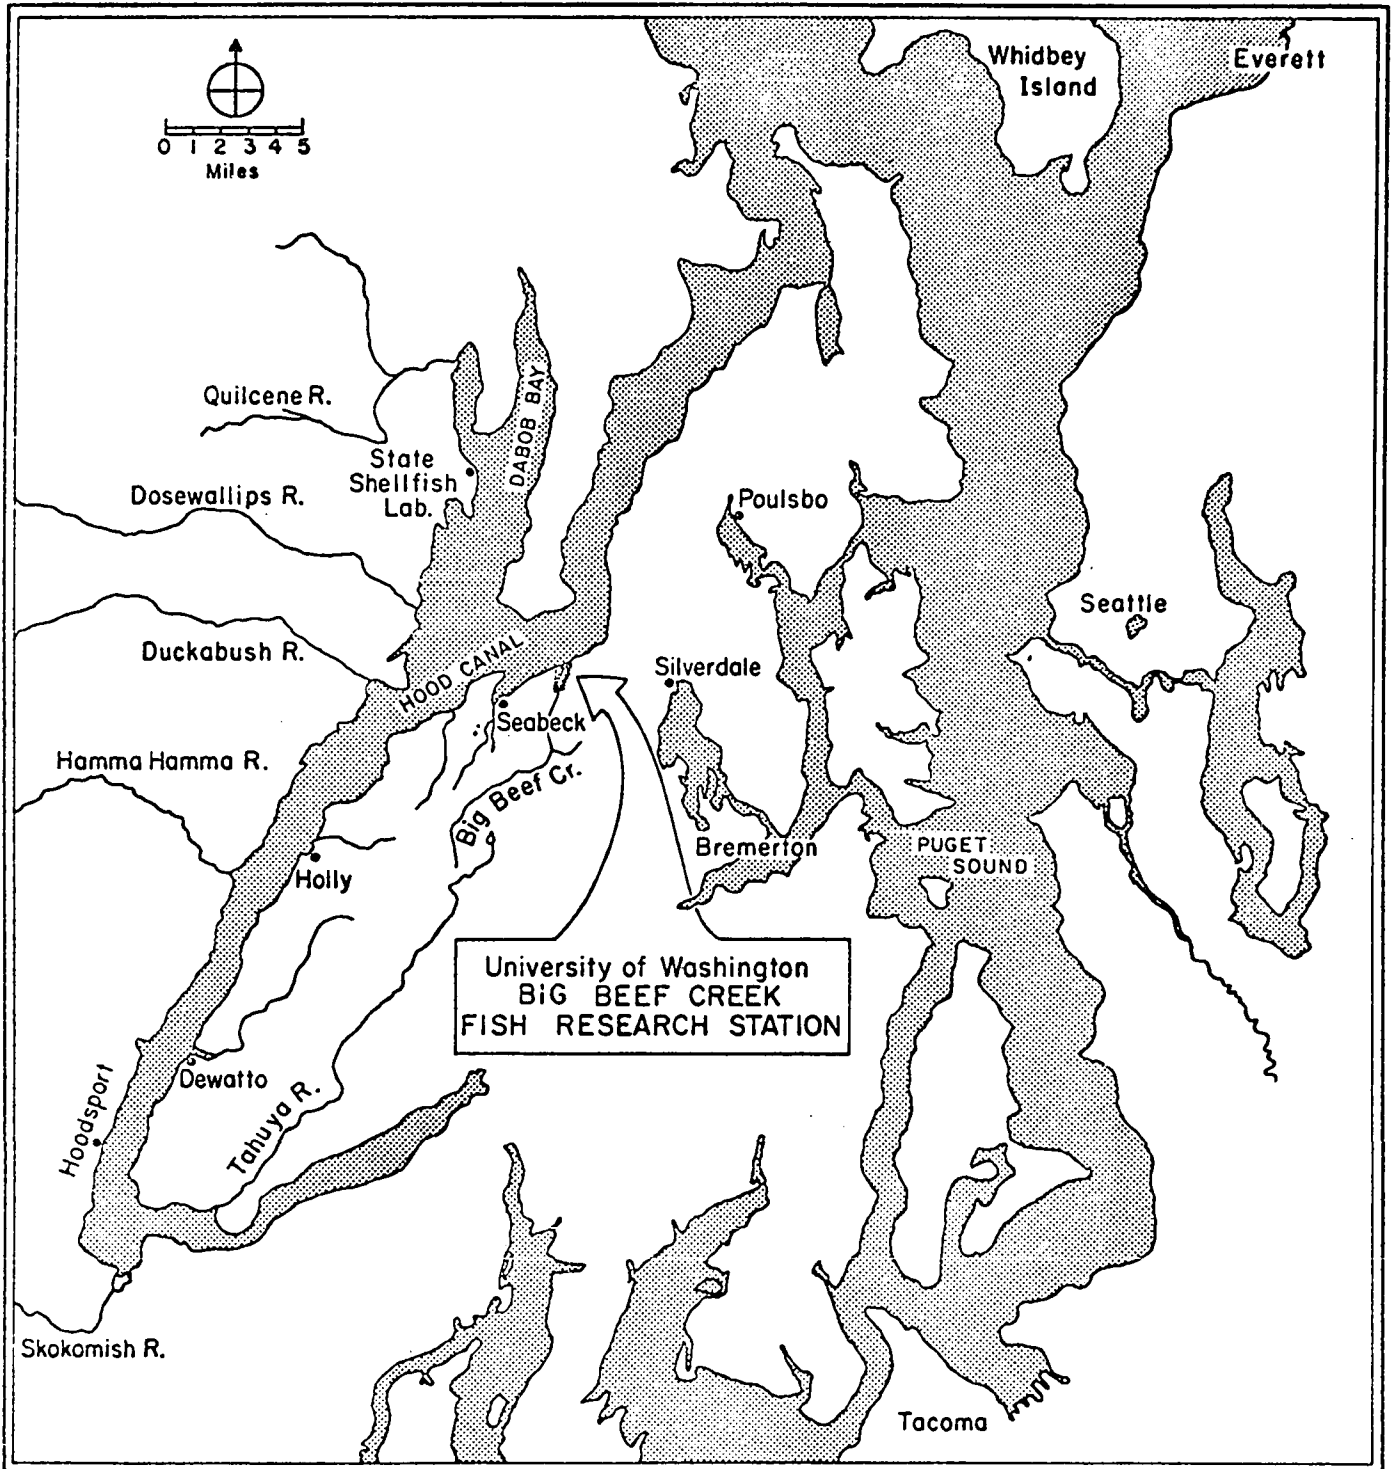 Whidbey
Island
Everett
0 1 2 3 4 5
Miles
Quilcene R.
DABOB BAY
State
Shellfish
Lab.
Dosewallips R.
Poulsbo
Seattle
Duckabush R.
HOOD CANAL
Silverdale
Seabeck
Hamma Hamma R.
Big Beef Cr.
Bremerton
PUGET
SOUND
Holly
University of Washington
BIG BEEF CREEK
FISH RESEARCH STATION
Dewatto
Hoodsport
Tahuya R.
Skokomish R.
Tacoma